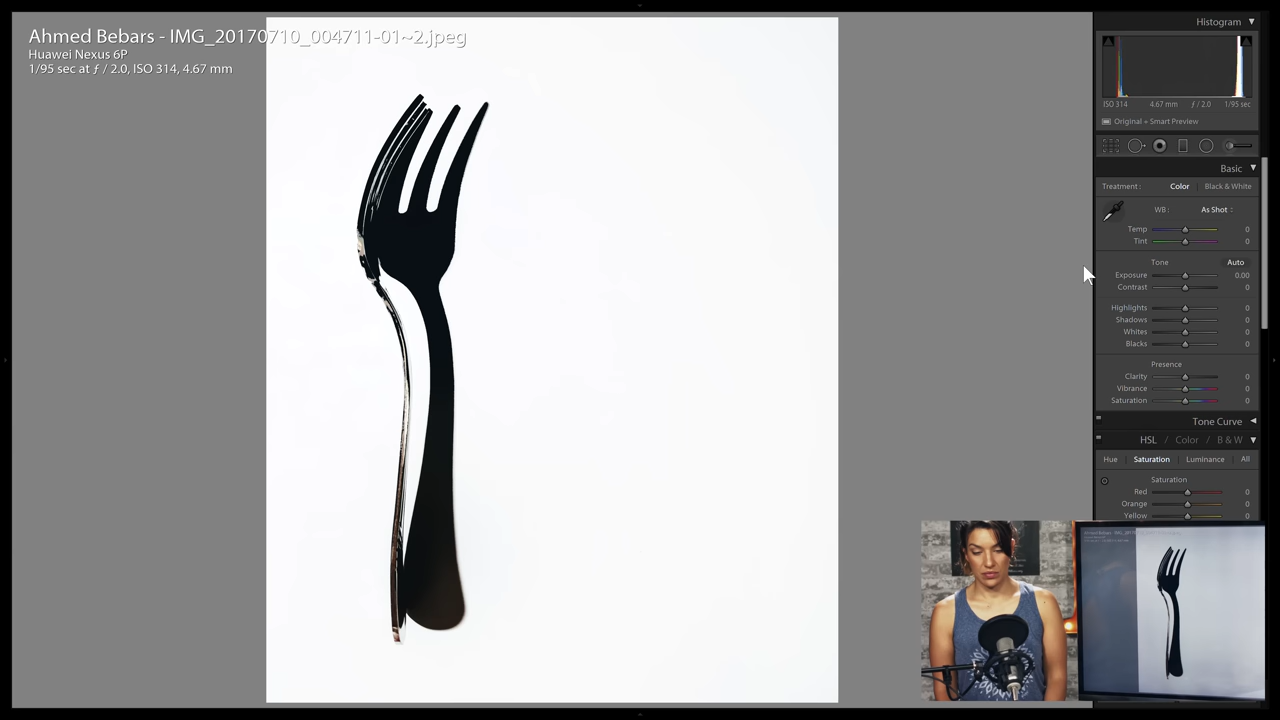 Ahmed Bebars - IMG_20170710_004711-01~2.jpeg
Huawei Nexus 6P
1/95 sec at ƒ / 2.0, ISO 314, 4.67 mm
Histogram
ISO 314 4.67 mm ƒ / 2.0 1/95 sec
Original + Smart Preview
Basic
Treatment : Color Black & White
WB : As Shot
Temp 0
Tint 0
Tone Auto
Exposure 0.00
Contrast 0
Highlights 0
Shadows 0
Whites 0
Blacks 0
Presence
Clarity 0
Vibrance 0
Saturation 0
Tone Curve
HSL / Color / B & W
Hue Saturation Luminance All
Saturation
Red 0
Orange 0
Yellow 0